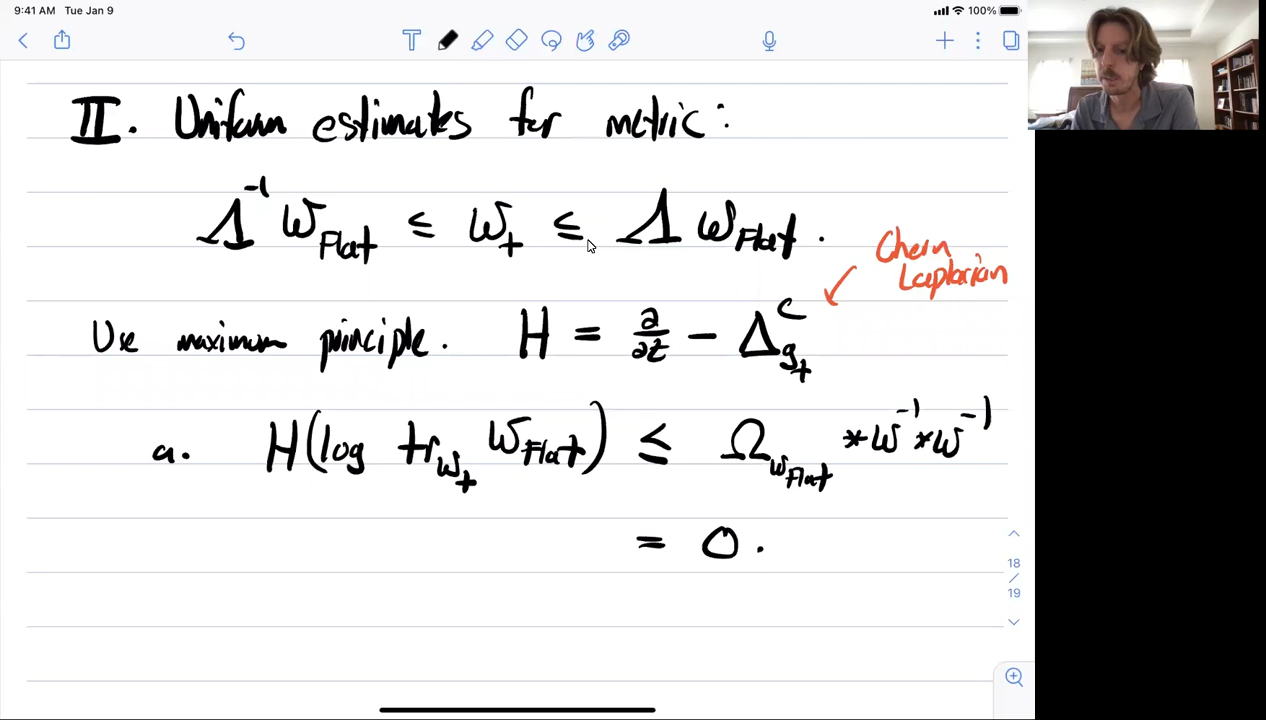 9:41 AM Tue Jan 9
100%
II. Uniform estimates for metric:
Λ⁻¹ ω_Flat ≤ ω_t ≤ Λ ω_Flat.
Chern
Laplacian
Use maximum principle. H = ∂/∂t − Δ^C_{g_t}
a. H(log tr_{ω_t} ω_Flat) ≤ Ω_{ω_Flat} * ω⁻¹ * ω⁻¹
= 0.
18
/
19